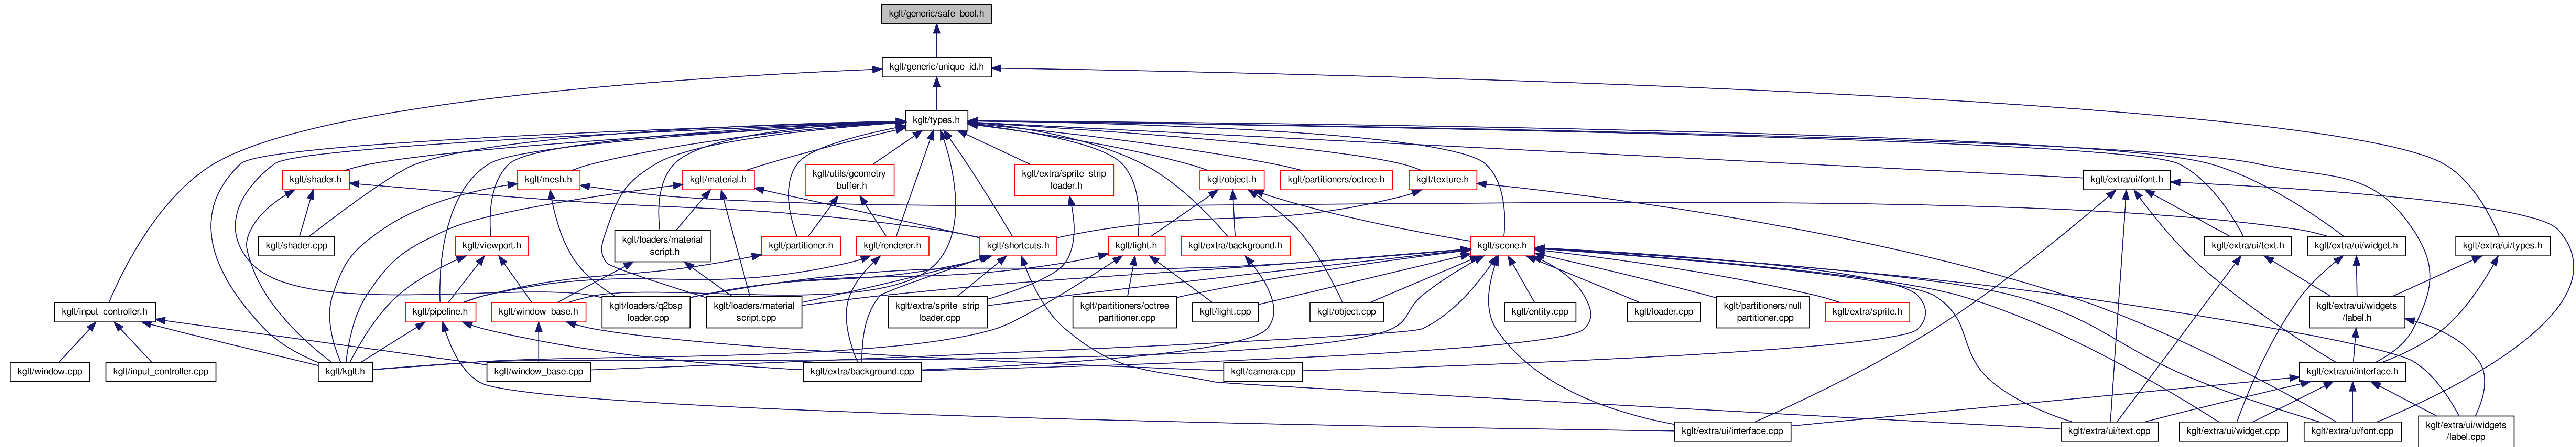 kglt/generic/safe_bool.h
kglt/generic/unique_id.h
kglt/types.h
kglt/shader.h
kglt/mesh.h
kglt/material.h
kglt/utils/geometry
_buffer.h
kglt/extra/sprite_strip
_loader.h
kglt/object.h
kglt/partitioners/octree.h
kglt/texture.h
kglt/extra/ui/font.h
kglt/shader.cpp
kglt/viewport.h
kglt/loaders/material
_script.h
kglt/partitioner.h
kglt/renderer.h
kglt/shortcuts.h
kglt/light.h
kglt/extra/background.h
kglt/scene.h
kglt/extra/ui/text.h
kglt/extra/ui/widget.h
kglt/extra/ui/types.h
kglt/input_controller.h
kglt/pipeline.h
kglt/window_base.h
kglt/loaders/q2bsp
_loader.cpp
kglt/loaders/material
_script.cpp
kglt/extra/sprite_strip
_loader.cpp
kglt/partitioners/octree
_partitioner.cpp
kglt/light.cpp
kglt/object.cpp
kglt/entity.cpp
kglt/loader.cpp
kglt/partitioners/null
_partitioner.cpp
kglt/extra/sprite.h
kglt/extra/ui/widgets
/label.h
kglt/window.cpp
kglt/input_controller.cpp
kglt/kglt.h
kglt/window_base.cpp
kglt/extra/background.cpp
kglt/camera.cpp
kglt/extra/ui/interface.h
kglt/extra/ui/interface.cpp
kglt/extra/ui/text.cpp
kglt/extra/ui/widget.cpp
kglt/extra/ui/font.cpp
kglt/extra/ui/widgets
/label.cpp